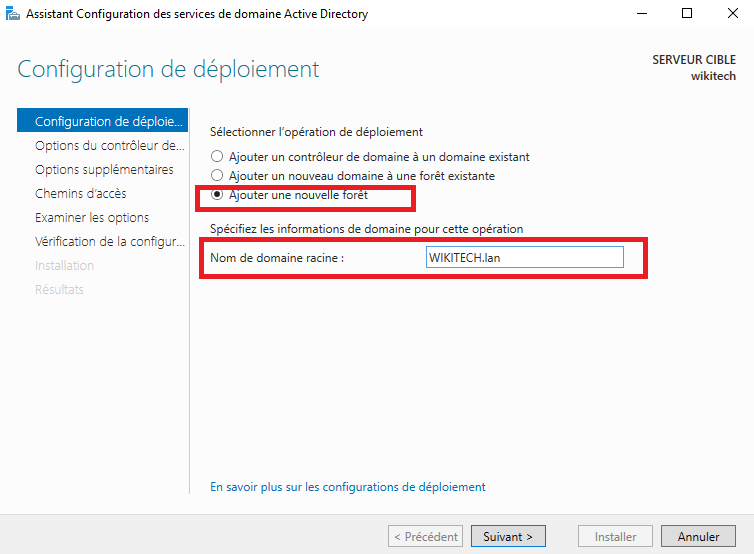 Assistant Configuration des services de domaine Active Directory
Configuration de déploiement
SERVEUR CIBLE
wikitech
Configuration de déploie...
Options du contrôleur de...
Options supplémentaires
Chemins d'accès
Examiner les options
Vérification de la configur...
Installation
Résultats
Sélectionner l'opération de déploiement
Ajouter un contrôleur de domaine à un domaine existant
Ajouter un nouveau domaine à une forêt existante
Ajouter une nouvelle forêt
Spécifiez les informations de domaine pour cette opération
Nom de domaine racine : WIKITECH.lan
En savoir plus sur les configurations de déploiement
< Précédent Suivant > Installer Annuler